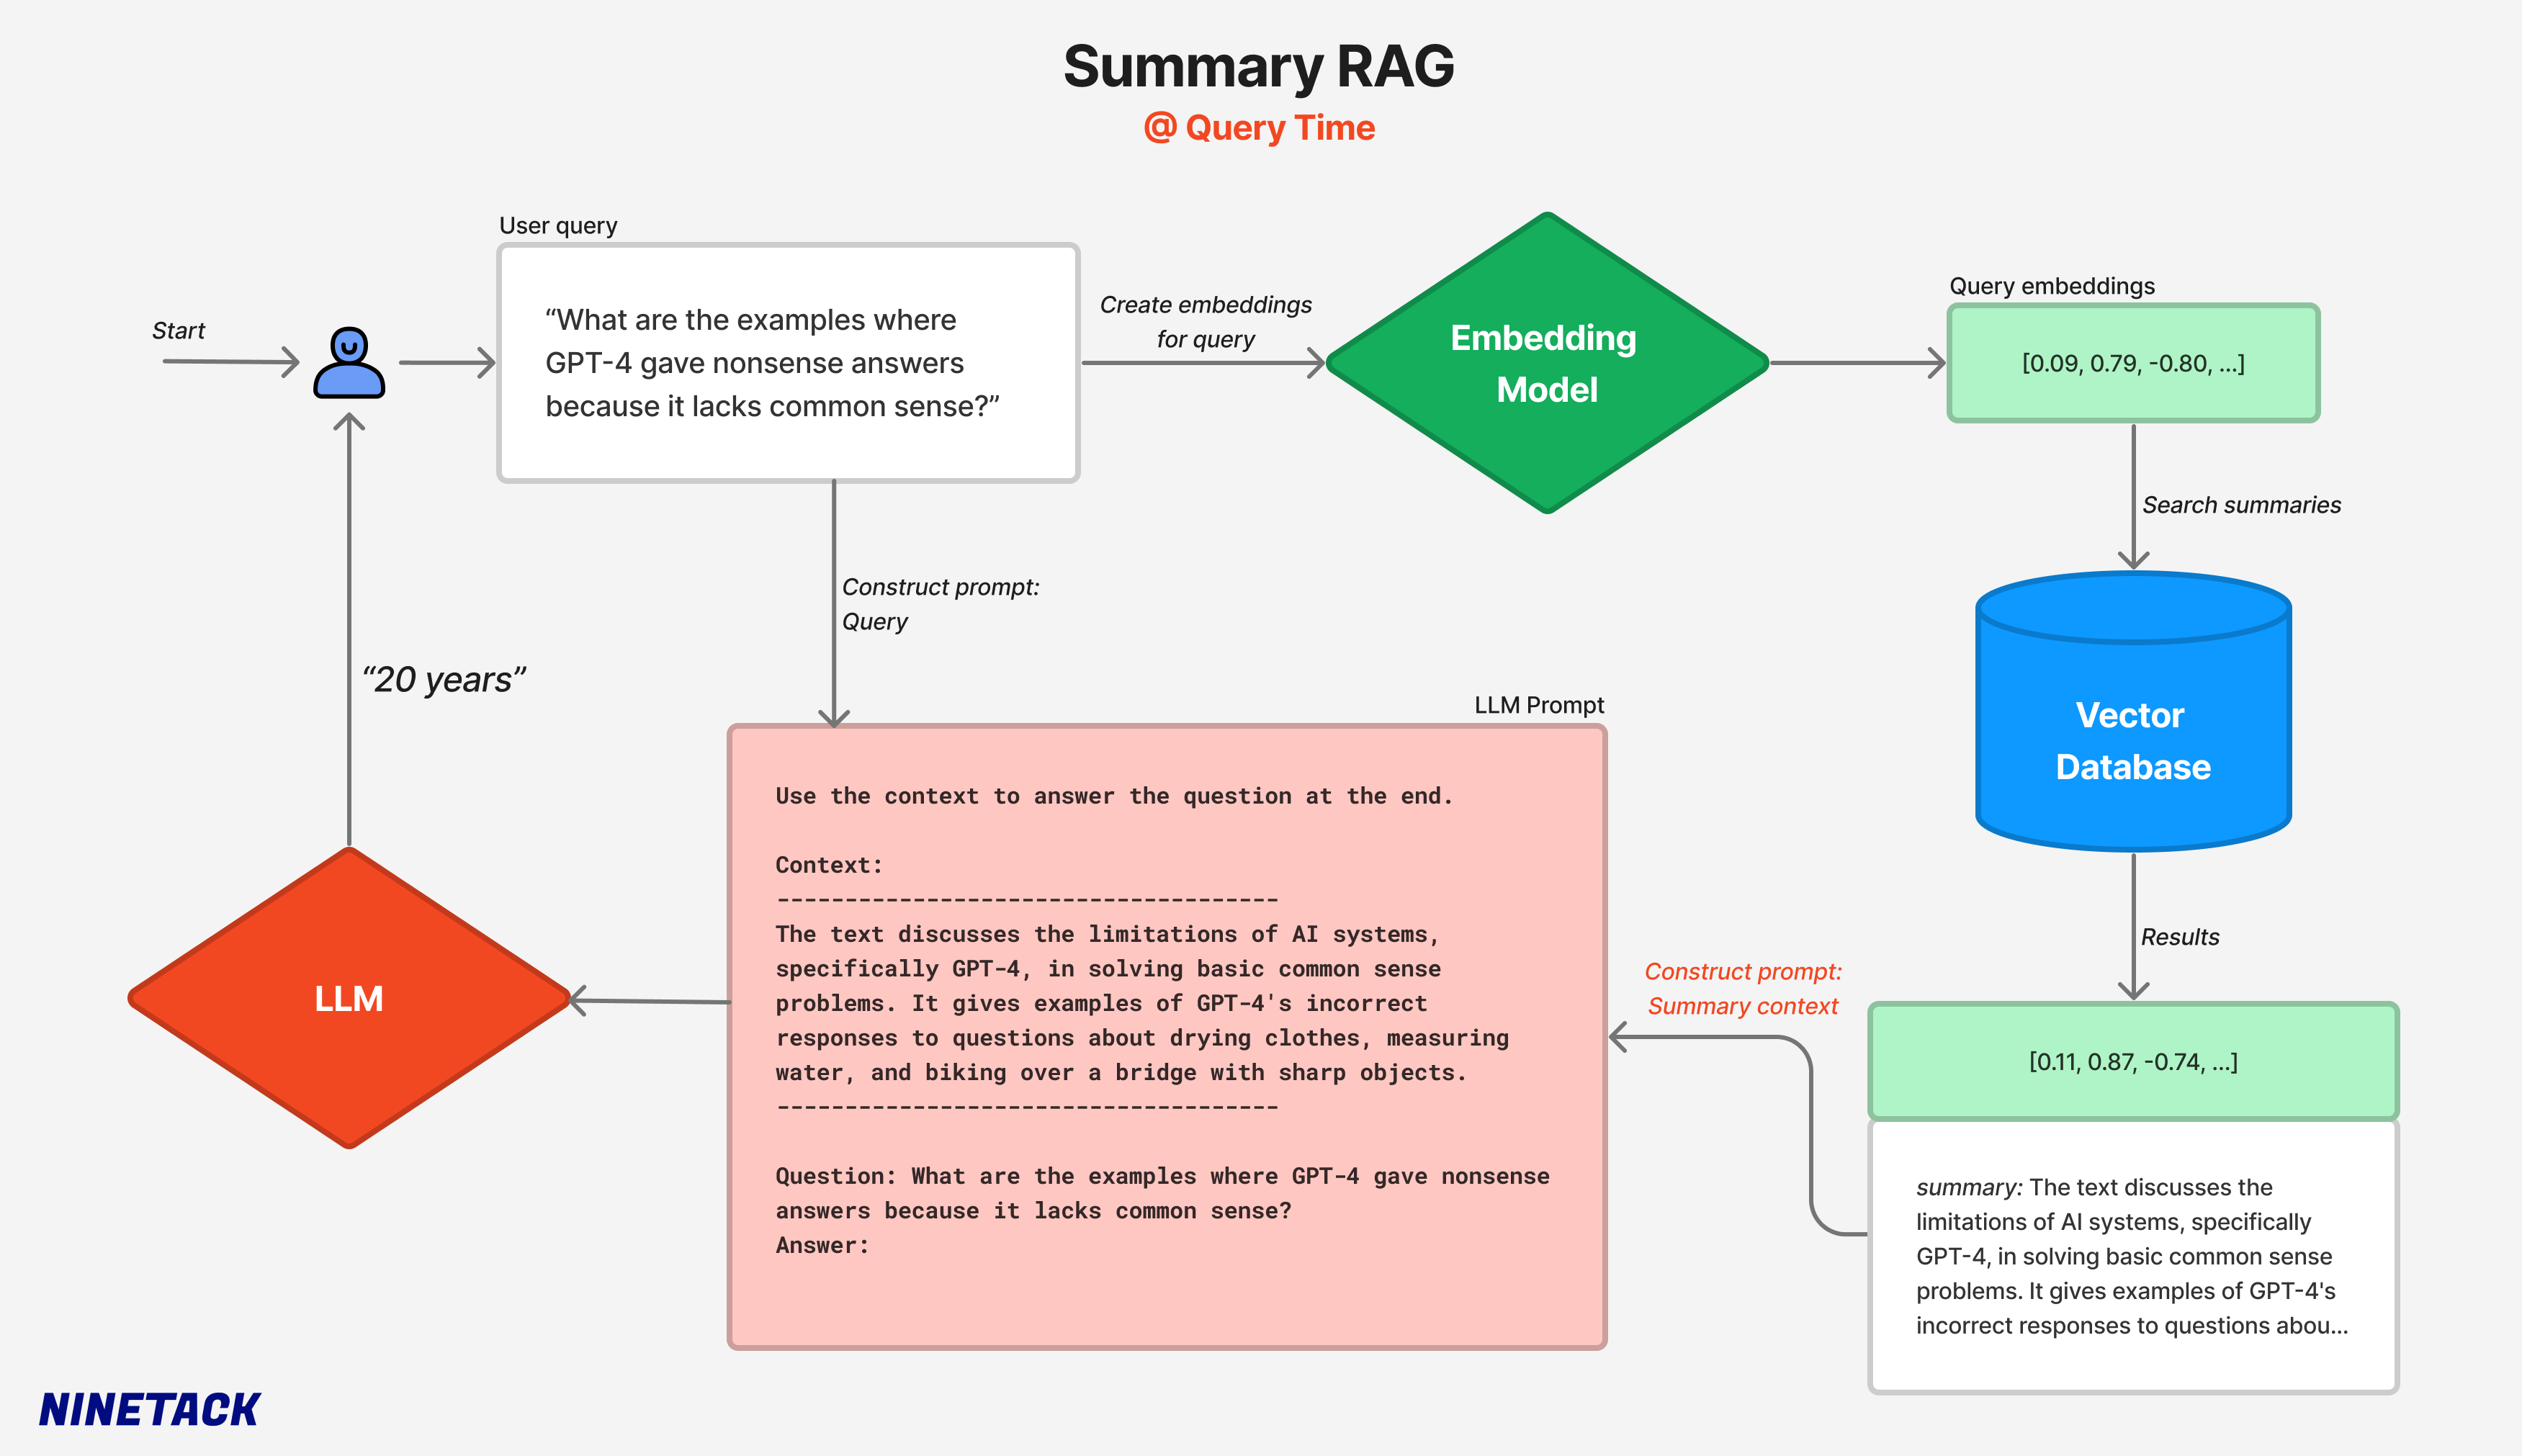 Summary RAG
@ Query Time
User query
“What are the examples where
GPT-4 gave nonsense answers
because it lacks common sense?”
Start
Create embeddings
for query
Embedding
Model
Query embeddings
[0.09, 0.79, -0.80, ...]
Search summaries
Construct prompt:
Query
“20 years”
Vector
Database
LLM Prompt
Use the context to answer the question at the end.
Context:
-------------------------------------
The text discusses the limitations of AI systems,
specifically GPT-4, in solving basic common sense
problems. It gives examples of GPT-4's incorrect
responses to questions about drying clothes, measuring
water, and biking over a bridge with sharp objects.
-------------------------------------
Question: What are the examples where GPT-4 gave nonsense
answers because it lacks common sense?
Answer:
LLM
Results
Construct prompt:
Summary context
[0.11, 0.87, -0.74, ...]
summary: The text discusses the
limitations of AI systems, specifically
GPT-4, in solving basic common sense
problems. It gives examples of GPT-4's
incorrect responses to questions abou...
NINETACK